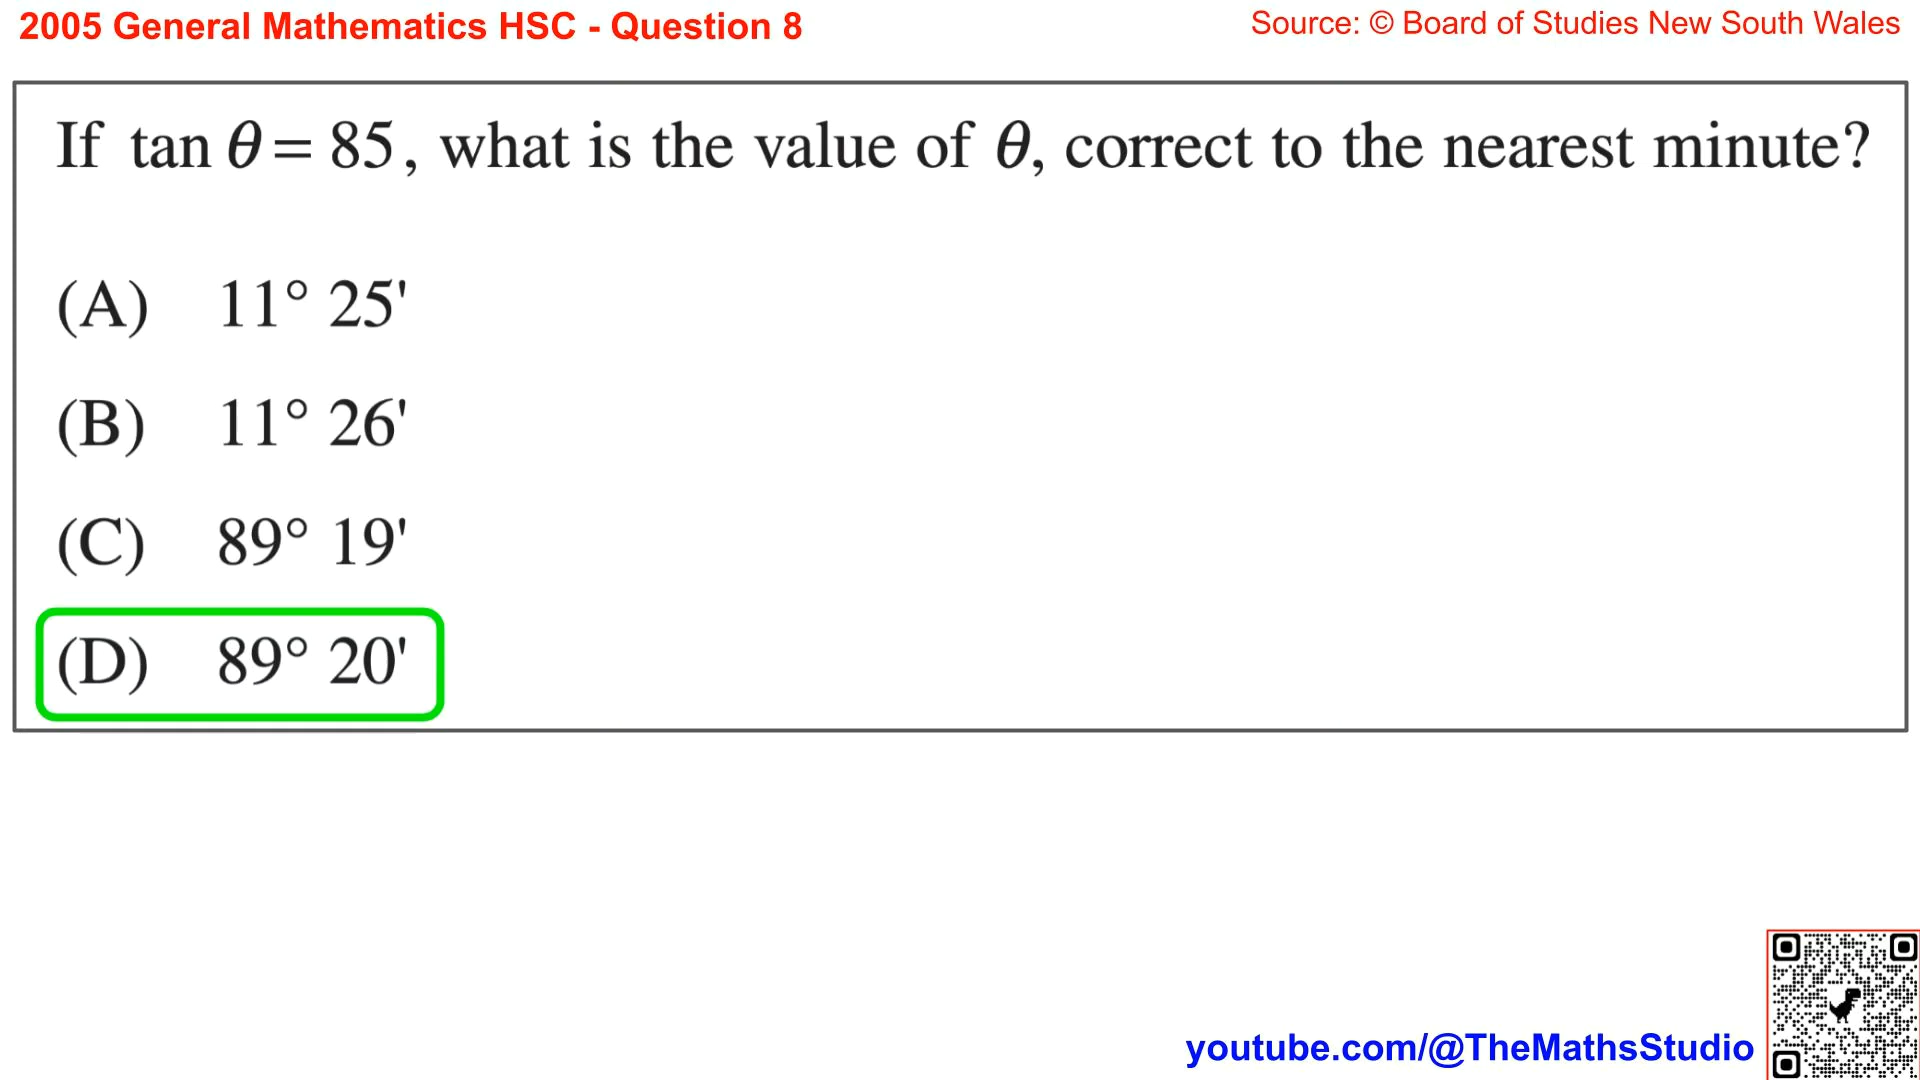 2005 General Mathematics HSC - Question 8
Source: © Board of Studies New South Wales
If tan θ = 85, what is the value of θ, correct to the nearest minute?
(A) 11° 25'
(B) 11° 26'
(C) 89° 19'
(D) 89° 20'
youtube.com/@TheMathsStudio